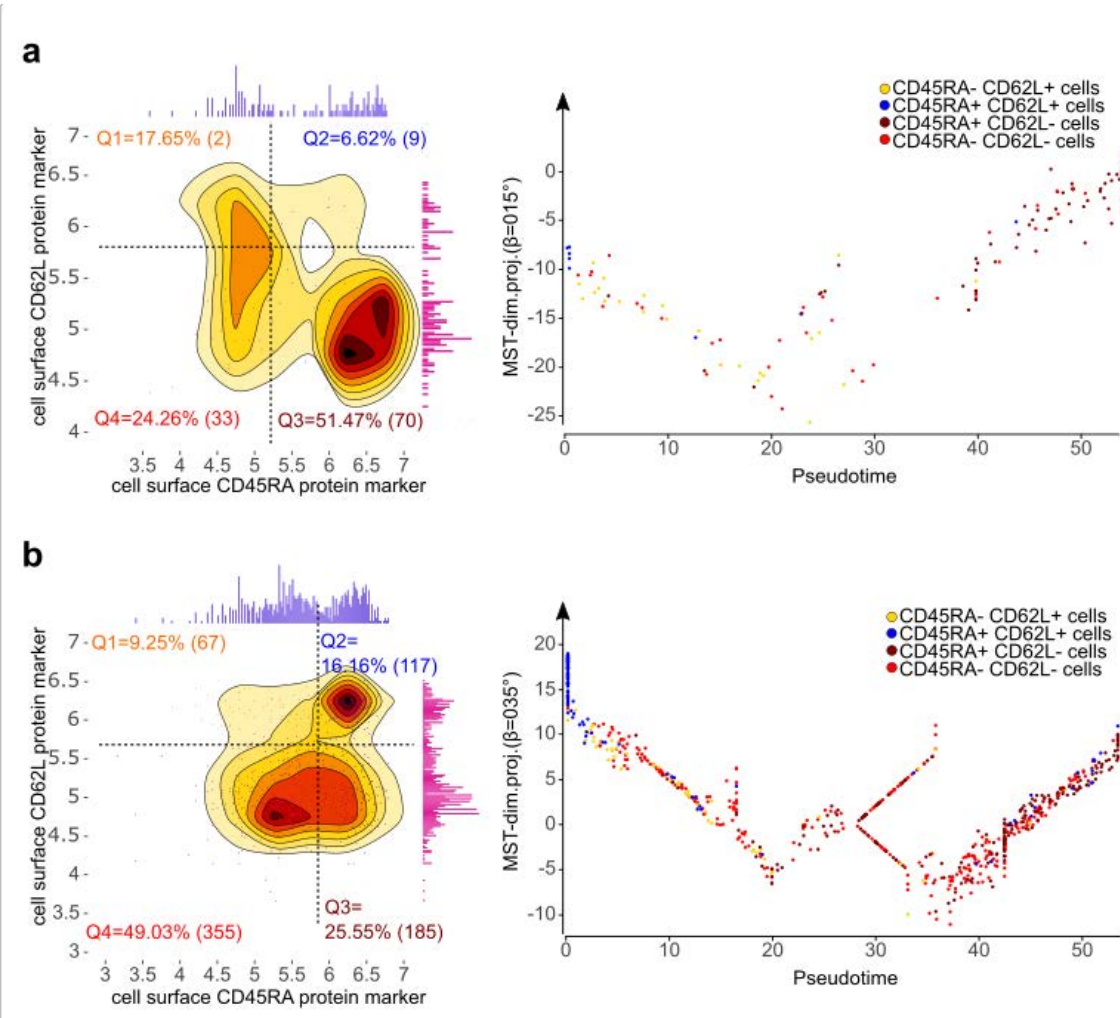 a
Q1=17.65% (2)
Q2=6.62% (9)
Q4=24.26% (33)
Q3=51.47% (70)
cell surface CD62L protein marker
7
6.5
6
5.5
5
4.5
4
3.5 4 4.5 5 5.5 6 6.5 7
cell surface CD45RA protein marker
CD45RA- CD62L+ cells
CD45RA+ CD62L+ cells
CD45RA+ CD62L- cells
CD45RA- CD62L- cells
MST-dim.proj.(β=015°)
0
-5
-10
-15
-20
-25
0 10 20 30 40 50
Pseudotime
b
Q1=9.25% (67)
Q2=
16.16% (117)
Q3=
25.55% (185)
Q4=49.03% (355)
cell surface CD62L protein marker
7
6.5
6
5.5
5
4.5
4
3.5
3
3 3.5 4 4.5 5 5.5 6 6.5 7
cell surface CD45RA protein marker
CD45RA- CD62L+ cells
CD45RA+ CD62L+ cells
CD45RA+ CD62L- cells
CD45RA- CD62L- cells
MST-dim.proj.(β=035°)
20
15
10
5
0
-5
-10
0 10 20 30 40 50
Pseudotime